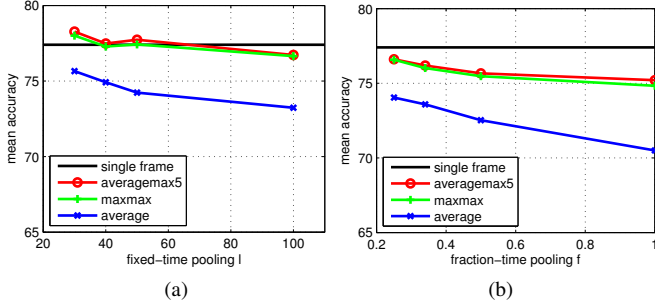 80
75
70
65
mean accuracy
single frame
averagemax5
maxmax
average
20
40
60
80
100
fixed-time pooling l
(a)
80
75
70
65
mean accuracy
single frame
averagemax5
maxmax
average
0.2
0.4
0.6
0.8
1
fraction-time pooling f
(b)